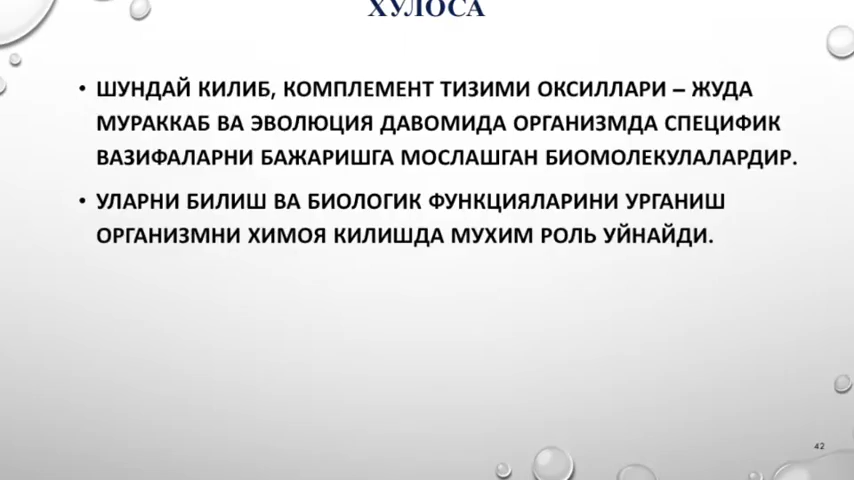 ХУЛОСА
• ШУНДАЙ КИЛИБ, КОМПЛЕМЕНТ ТИЗИМИ ОКСИЛЛАРИ – ЖУДА
МУРАККАБ ВА ЭВОЛЮЦИЯ ДАВОМИДА ОРГАНИЗМДА СПЕЦИФИК
ВАЗИФАЛАРНИ БАЖАРИШГА МОСЛАШГАН БИОМОЛЕКУЛАЛАРДИР.
• УЛАРНИ БИЛИШ ВА БИОЛОГИК ФУНКЦИЯЛАРИНИ УРГАНИШ
ОРГАНИЗМНИ ХИМОЯ КИЛИШДА МУХИМ РОЛЬ УЙНАЙДИ.
42